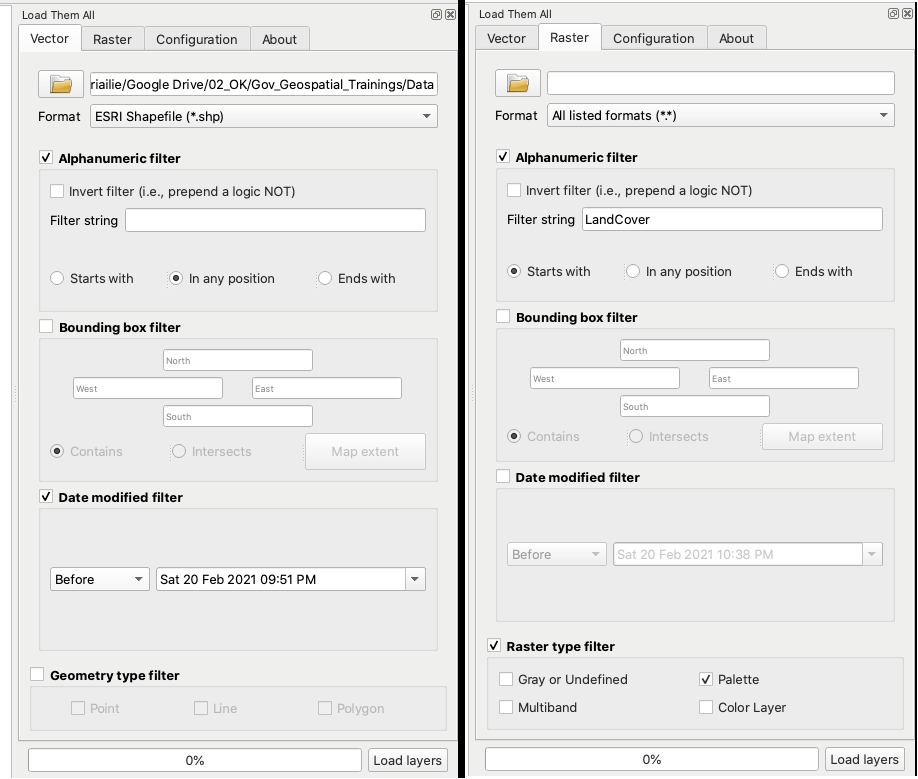 Load Them All
Vector Raster Configuration About
riailie/Google Drive/02_OK/Gov_Geospatial_Trainings/Data
Format ESRI Shapefile (*.shp)
Alphanumeric filter
Invert filter (i.e., prepend a logic NOT)
Filter string
Starts with In any position Ends with
Bounding box filter
North
West East
South
Contains Intersects Map extent
Date modified filter
Before Sat 20 Feb 2021 09:51 PM
Geometry type filter
Point Line Polygon
0% Load layers
Load Them All
Vector Raster Configuration About
Format All listed formats (*.*)
Alphanumeric filter
Invert filter (i.e., prepend a logic NOT)
Filter string LandCover
Starts with In any position Ends with
Bounding box filter
North
West East
South
Contains Intersects Map extent
Date modified filter
Before Sat 20 Feb 2021 10:38 PM
Raster type filter
Gray or Undefined Palette
Multiband Color Layer
0% Load layers